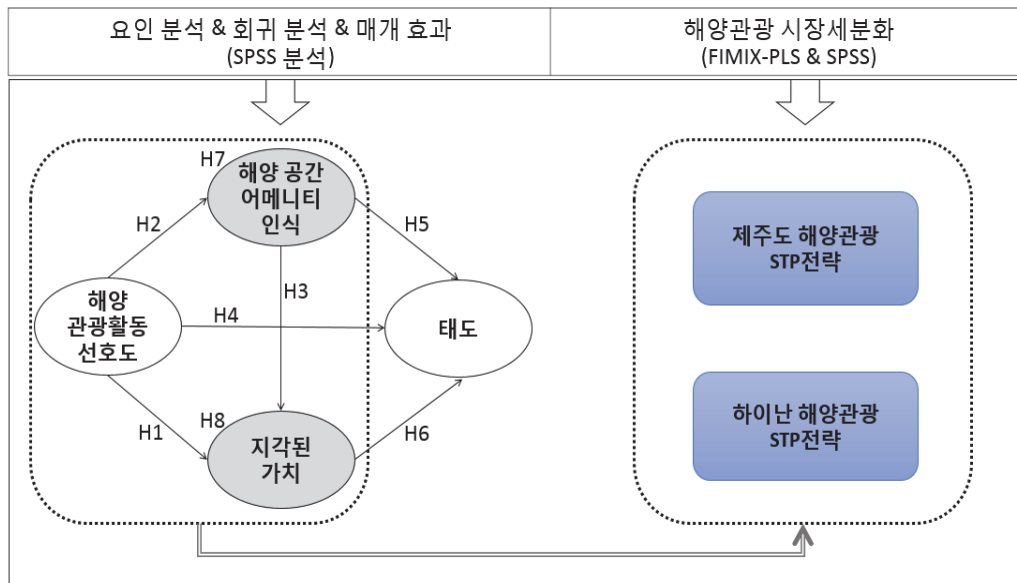 요인 분석 & 회귀 분석 & 매개 효과
(SPSS 분석)
해양관광 시장세분화
(FIMIX-PLS & SPSS)
H7
해양 공간
어메니티
인식
H2
H5
H3
해양
관광활동
선호도
H4
태도
H1
H8
지각된
가치
H6
제주도 해양관광
STP전략
하이난 해양관광
STP전략